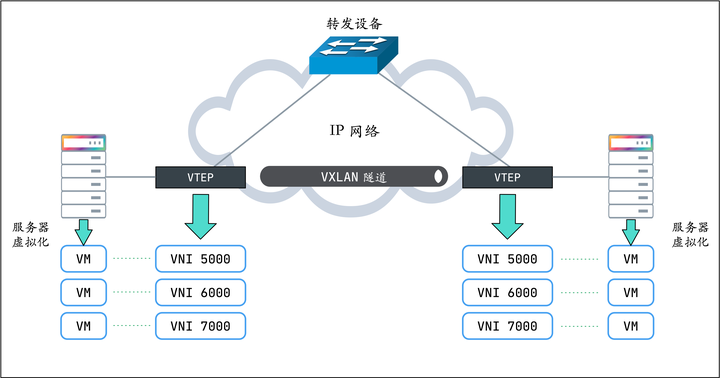 转发设备
IP 网络
VTEP
VXLAN 隧道
VTEP
服务器
虚拟化
服务器
虚拟化
VM
VNI 5000
VNI 5000
VM
VM
VNI 6000
VNI 6000
VM
VM
VNI 7000
VNI 7000
VM